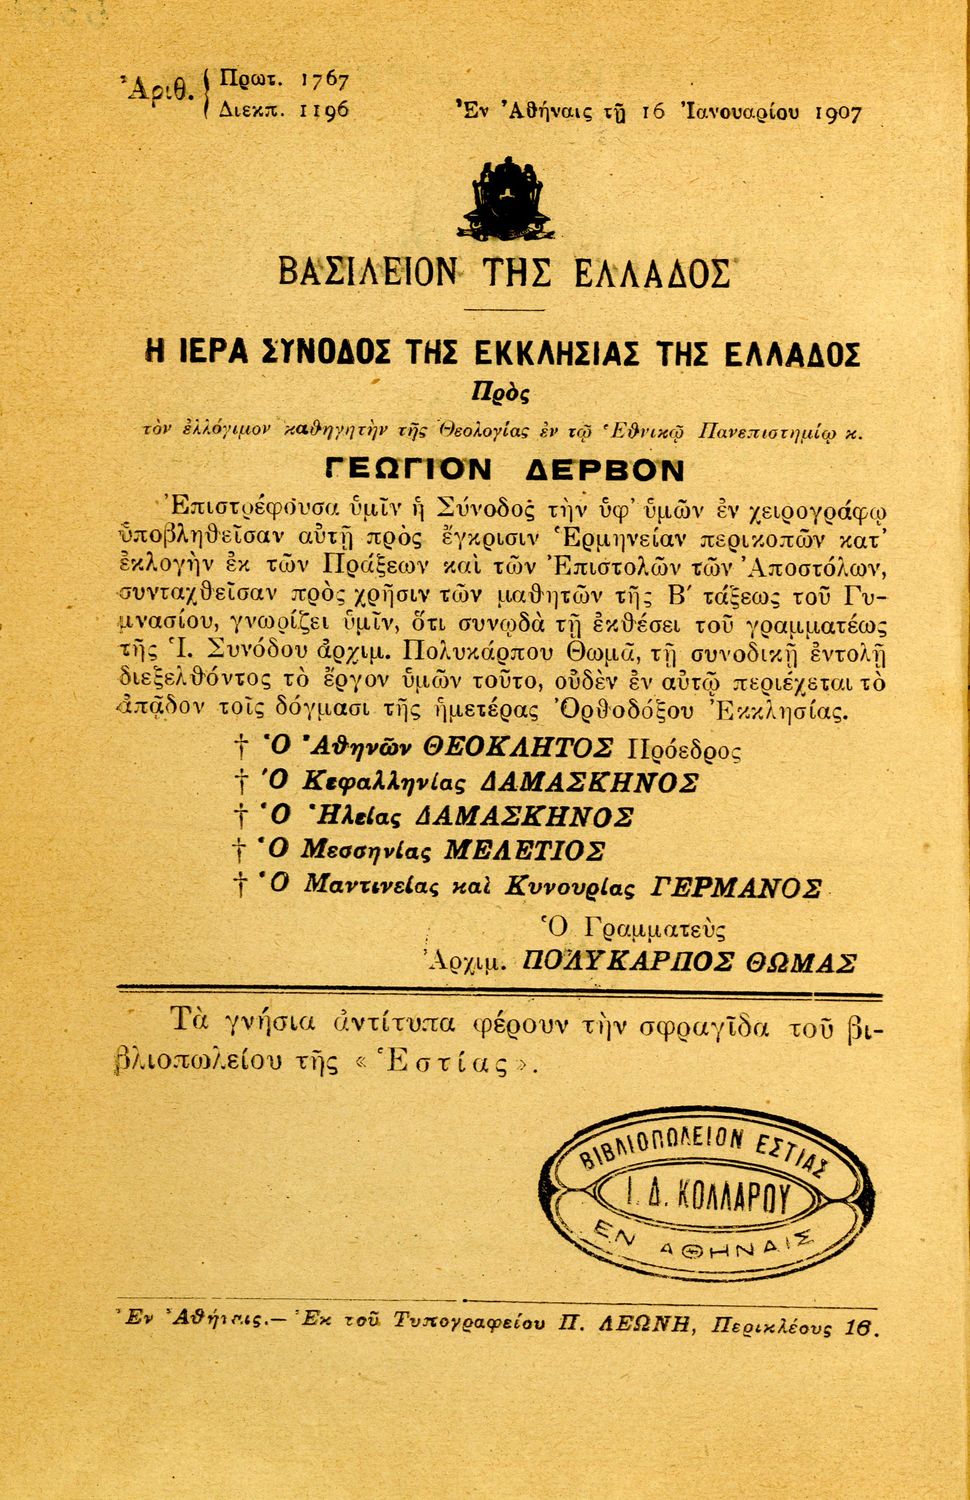 Ἀριθ. { Πρωτ. 1767
Διεκπ. 1196
Ἐν Ἀθήναις τῇ 16 Ἰανουαρίου 1907
ΒΑΣΙΛΕΙΟΝ ΤΗΣ ΕΛΛΑΔΟΣ
Η ΙΕΡΑ ΣΥΝΟΔΟΣ ΤΗΣ ΕΚΚΛΗΣΙΑΣ ΤΗΣ ΕΛΛΑΔΟΣ
Πρὸς
τὸν ἐλλόγιμον καθηγητὴν τῆς Θεολογίας ἐν τῷ Ἐθνικῷ Πανεπιστημίῳ κ.
ΓΕΩΓΙΟΝ ΔΕΡΒΟΝ
Ἐπιστρέφουσα ὑμῖν ἡ Σύνοδος τὴν ὑφ' ὑμῶν ἐν χειρογράφῳ
ὑποβληθεῖσαν αὐτῇ πρὸς ἔγκρισιν Ἑρμηνείαν περικοπῶν κατ'
ἐκλογὴν ἐκ τῶν Πράξεων καὶ τῶν Ἐπιστολῶν τῶν Ἀποστόλων,
συνταχθεῖσαν πρὸς χρῆσιν τῶν μαθητῶν τῆς Β΄ τάξεως τοῦ Γυ-
μνασίου, γνωρίζει ὑμῖν, ὅτι συνῳδὰ τῇ ἐκθέσει τοῦ γραμματέως
τῆς Ἱ. Συνόδου ἀρχιμ. Πολυκάρπου Θωμᾶ, τῇ συνοδικῇ ἐντολῇ
διεξελθόντος τὸ ἔργον ὑμῶν τοῦτο, οὐδὲν ἐν αὐτῷ περιέχεται τὸ
ἀπᾷδον τοῖς δόγμασι τῆς ἡμετέρας Ὀρθοδόξου Ἐκκλησίας.
† Ὁ Ἀθηνῶν ΘΕΟΚΛΗΤΟΣ Πρόεδρος
† Ὁ Κεφαλληνίας ΔΑΜΑΣΚΗΝΟΣ
† Ὁ Ἠλείας ΔΑΜΑΣΚΗΝΟΣ
† Ὁ Μεσσηνίας ΜΕΛΕΤΙΟΣ
† Ὁ Μαντινείας καὶ Κυνουρίας ΓΕΡΜΑΝΟΣ
Ὁ Γραμματεὺς
Ἀρχιμ. ΠΟΛΥΚΑΡΠΟΣ ΘΩΜΑΣ
Τὰ γνήσια ἀντίτυπα φέρουν τὴν σφραγῖδα τοῦ βι-
βλιοπωλείου τῆς «Ἑστίας».
ΒΙΒΛΙΟΠΩΛΕΙΟΝ ΕΣΤΙΑΣ
Ι. Δ. ΚΟΛΛΑΡΟΥ
ΕΝ ΑΘΗΝΑΙΣ
Ἐν Ἀθήναις.— Ἐκ τοῦ Τυπογραφείου Π. ΛΕΩΝΗ, Περικλέους 16.